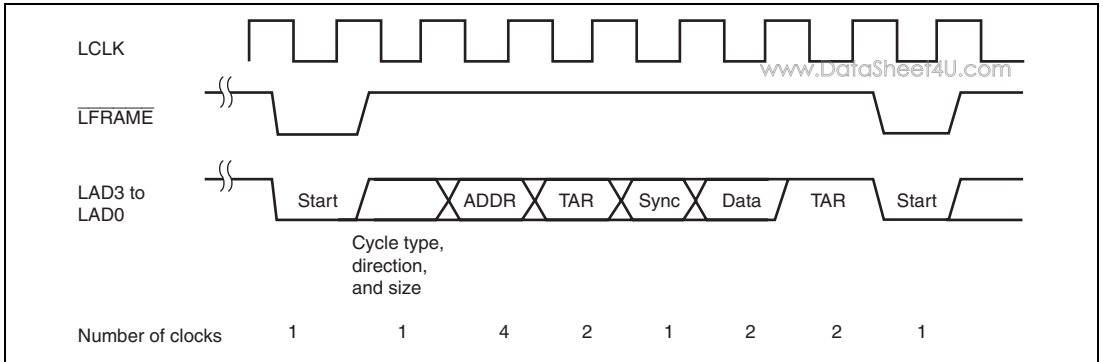 LCLK
www.DataSheet4U.com
LFRAME
LAD3 to
LAD0
Start ADDR TAR Sync Data TAR Start
Cycle type,
direction,
and size
Number of clocks 1 1 4 2 1 2 2 1